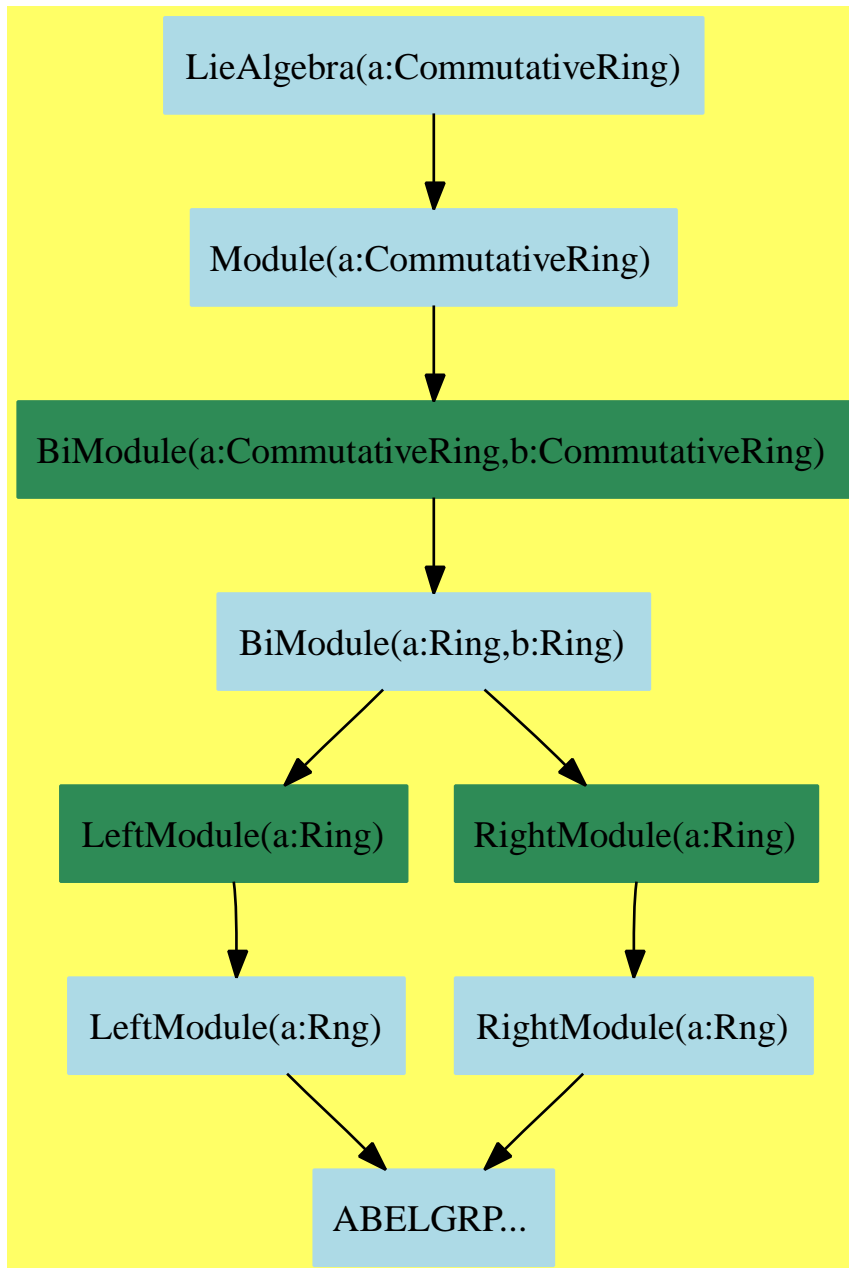 LieAlgebra(a:CommutativeRing)
Module(a:CommutativeRing)
BiModule(a:CommutativeRing,b:CommutativeRing)
BiModule(a:Ring,b:Ring)
LeftModule(a:Ring)
RightModule(a:Ring)
LeftModule(a:Rng)
RightModule(a:Rng)
ABELGRP...